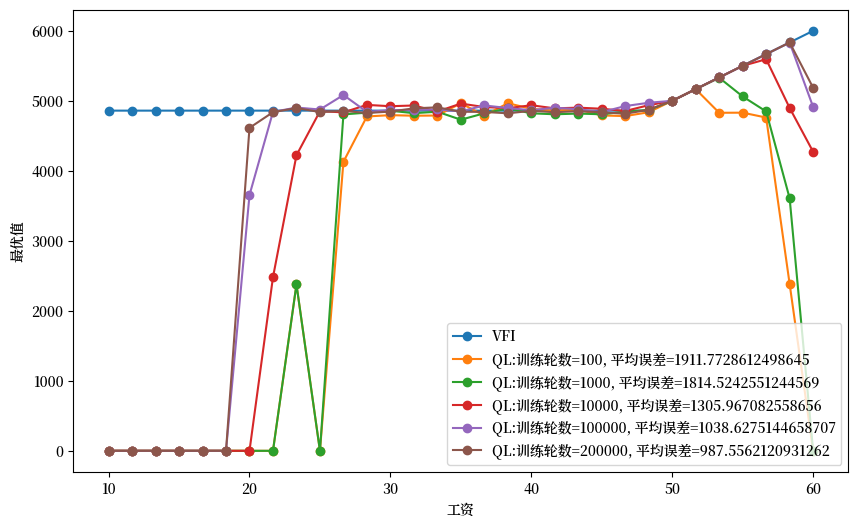 6000
5000
4000
3000
2000
1000
0
最优值
10 20 30 40 50 60
工资
VFI
QL:训练轮数=100, 平均误差=1911.7728612498645
QL:训练轮数=1000, 平均误差=1814.5242551244569
QL:训练轮数=10000, 平均误差=1305.967082558656
QL:训练轮数=100000, 平均误差=1038.6275144658707
QL:训练轮数=200000, 平均误差=987.5562120931262